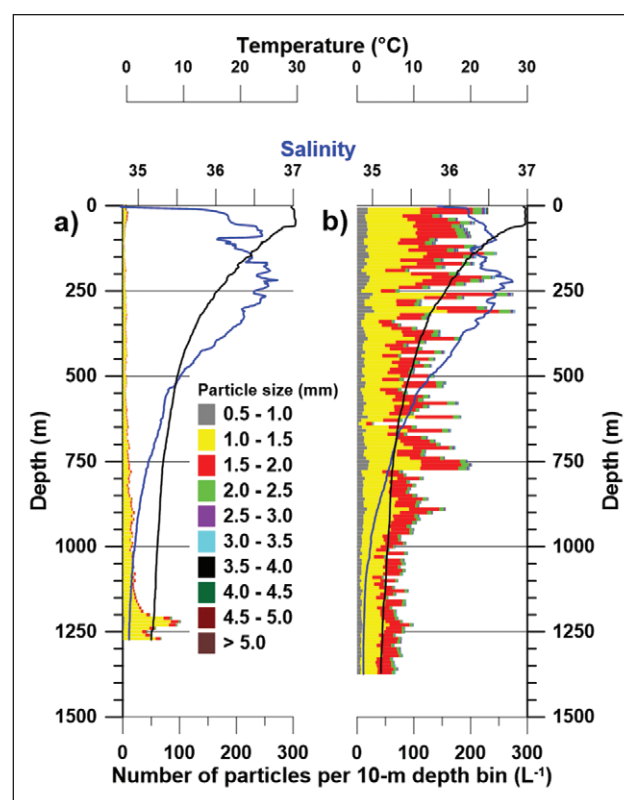 Temperature (°C)
0 10 20 30 0 10 20 30
Salinity
35 36 37 35 36 37
a) b)
0 0
250 250
500 500
750 750
1000 1000
1250 1250
1500 1500
Depth (m)
Depth (m)
Particle size (mm)
0.5 - 1.0
1.0 - 1.5
1.5 - 2.0
2.0 - 2.5
2.5 - 3.0
3.0 - 3.5
3.5 - 4.0
4.0 - 4.5
4.5 - 5.0
> 5.0
0 100 200 300 0 100 200 300
Number of particles per 10-m depth bin (L⁻¹)